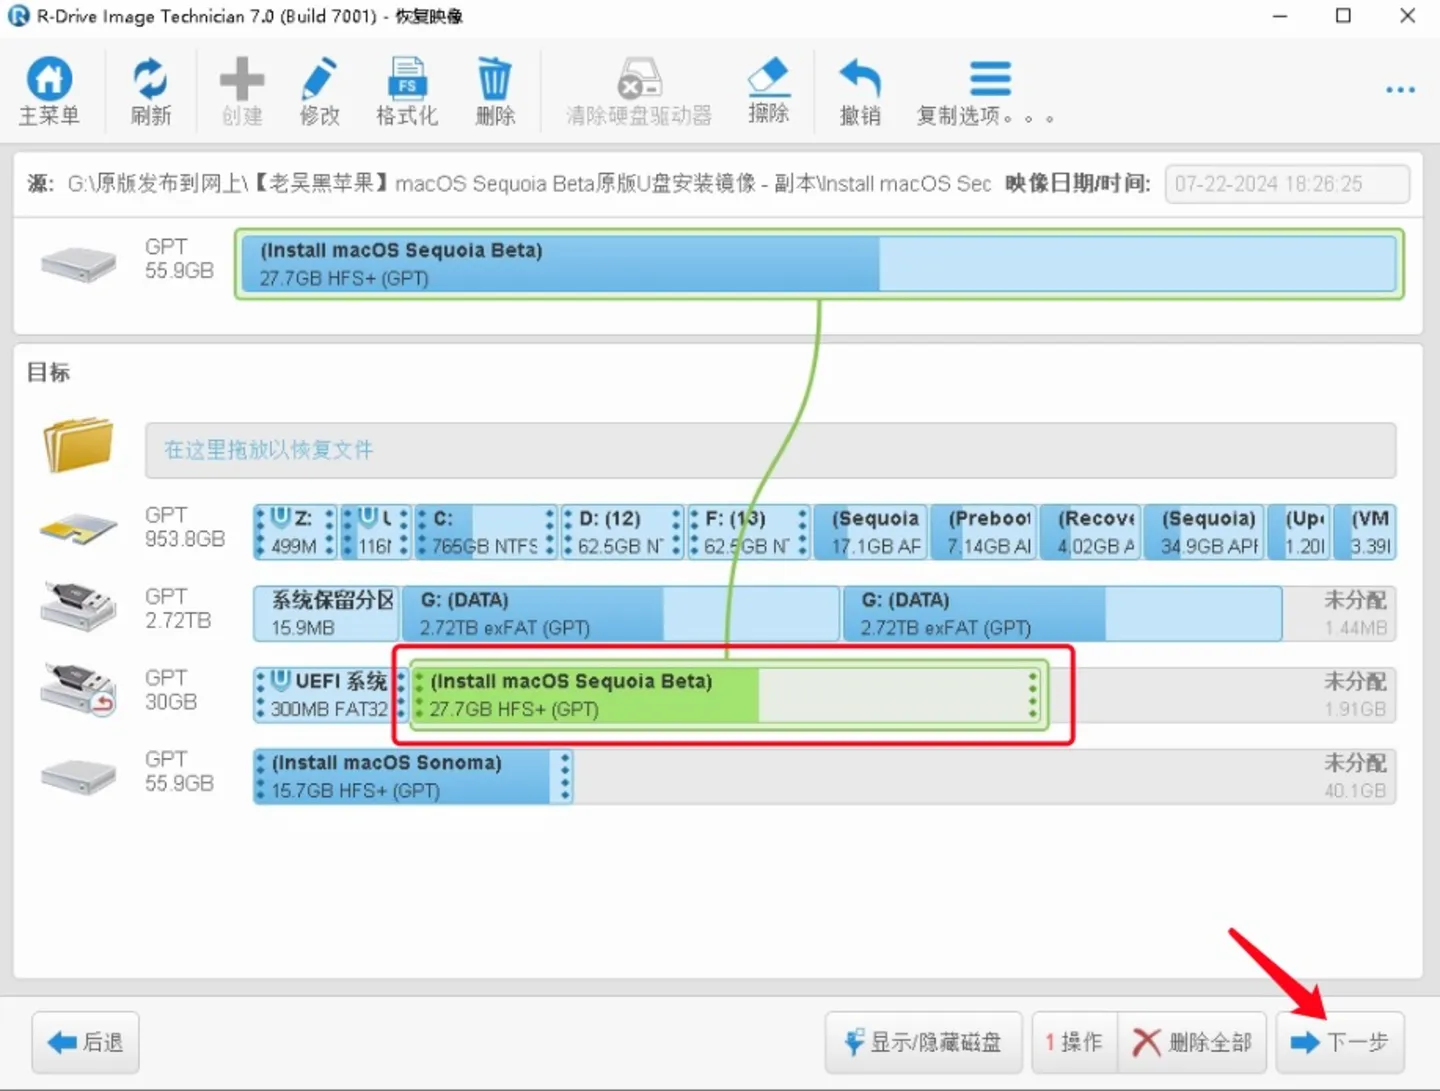 R-Drive Image Technician 7.0 (Build 7001) - 恢复映像
主菜单
刷新
创建
修改
格式化
删除
清除硬盘驱动器
擦除
撤销
复制选项。。。
源: G:\原版发布到网上\【老吴黑苹果】macOS Sequoia Beta原版U盘安装镜像 - 副本\Install macOS Sec
映像日期/时间: 07-22-2024 18:26:25
GPT
55.9GB
(Install macOS Sequoia Beta)
27.7GB HFS+ (GPT)
目标
在这里拖放以恢复文件
GPT
953.8GB
Z:
499M
116
C:
765GB NTFS
D: (12)
62.5GB N
F: (13)
62.5GB N
(Sequoia
17.1GB AF
(Preboot
7.14GB A
(Recove
4.02GB A
(Sequoia)
34.9GB AP
(Up
1.20
(VM
3.39
GPT
2.72TB
系统保留分区
15.9MB
G: (DATA)
2.72TB exFAT (GPT)
G: (DATA)
2.72TB exFAT (GPT)
未分配
1.44MB
GPT
30GB
UEFI 系统
300MB FAT32
(Install macOS Sequoia Beta)
27.7GB HFS+ (GPT)
未分配
1.91GB
GPT
55.9GB
(Install macOS Sonoma)
15.7GB HFS+ (GPT)
未分配
40.1GB
后退
显示/隐藏磁盘
1 操作
删除全部
下一步